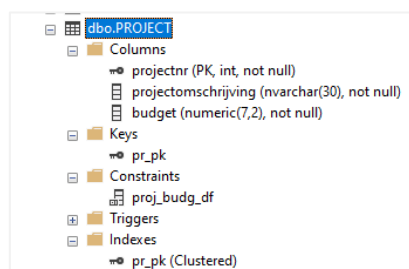 dbo.PROJECT
Columns
projectnr (PK, int, not null)
projectomschrijving (nvarchar(30), not null)
budget (numeric(7,2), not null)
Keys
pr_pk
Constraints
proj_budg_df
Triggers
Indexes
pr_pk (Clustered)